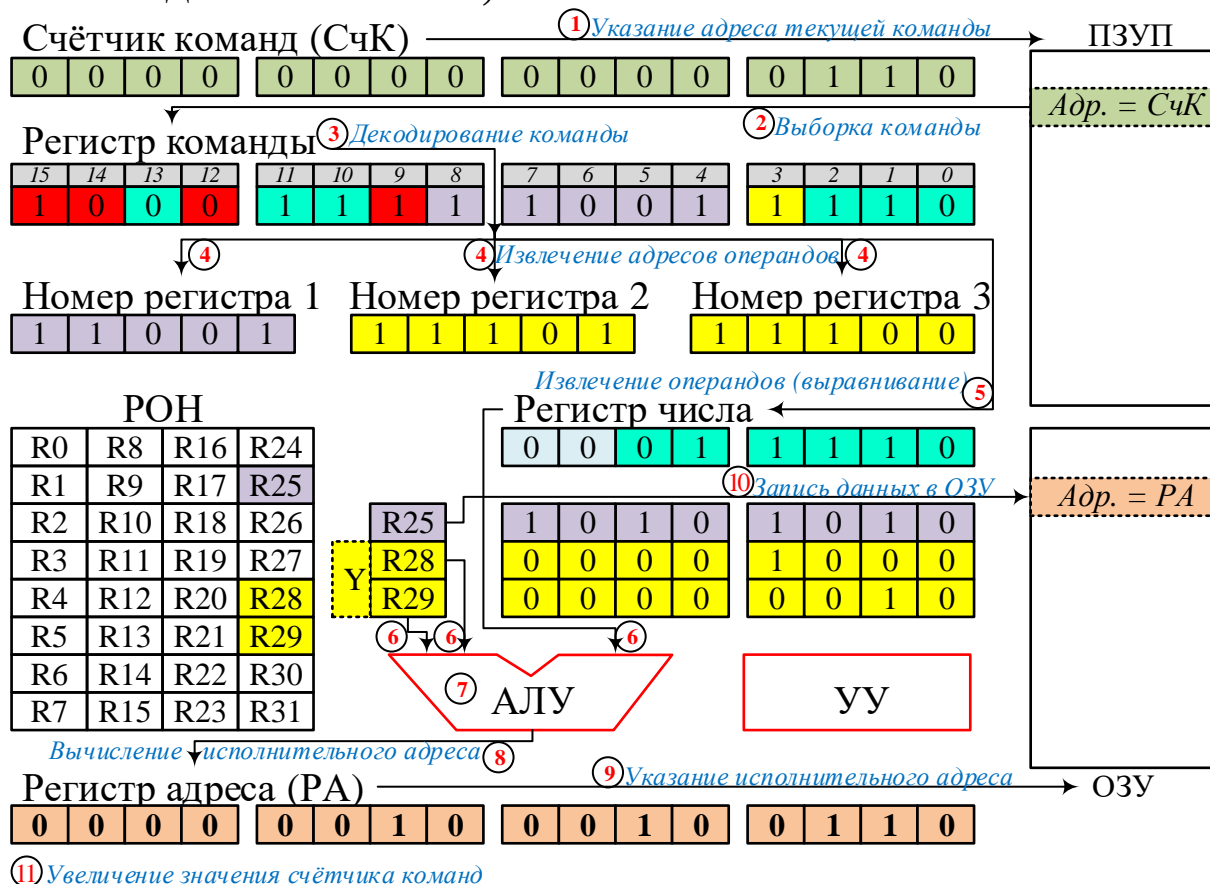 Счётчик команд (СчК) 1 Указание адреса текущей команды ПЗУП
0 0 0 0 0 0 0 0 0 0 0 0 0 1 1 0
Адр. = СчК
2 Выборка команды
Регистр команды 3 Декодирование команды
15 14 13 12 11 10 9 8 7 6 5 4 3 2 1 0
1 0 0 0 1 1 1 1 1 0 0 1 1 1 1 0
4 4 Извлечение адресов операндов 4
Номер регистра 1 Номер регистра 2 Номер регистра 3
1 1 0 0 1 1 1 1 0 1 1 1 1 0 0
Извлечение операндов (выравнивание) 5
РОН Регистр числа
R0 R8 R16 R24 0 0 0 1 1 1 1 0
R1 R9 R17 R25 10 Запись данных в ОЗУ Адр. = РА
R2 R10 R18 R26 R25 1 0 1 0 1 0 1 0
R3 R11 R19 R27 Y R28 0 0 0 0 1 0 0 0
R4 R12 R20 R28 R29 0 0 0 0 0 0 1 0
R5 R13 R21 R29 6 6 6
R6 R14 R22 R30 7 АЛУ УУ
R7 R15 R23 R31
Вычисление исполнительного адреса 8
Регистр адреса (РА) 9 Указание исполнительного адреса ОЗУ
0 0 0 0 0 0 1 0 0 0 1 0 0 1 1 0
11 Увеличение значения счётчика команд